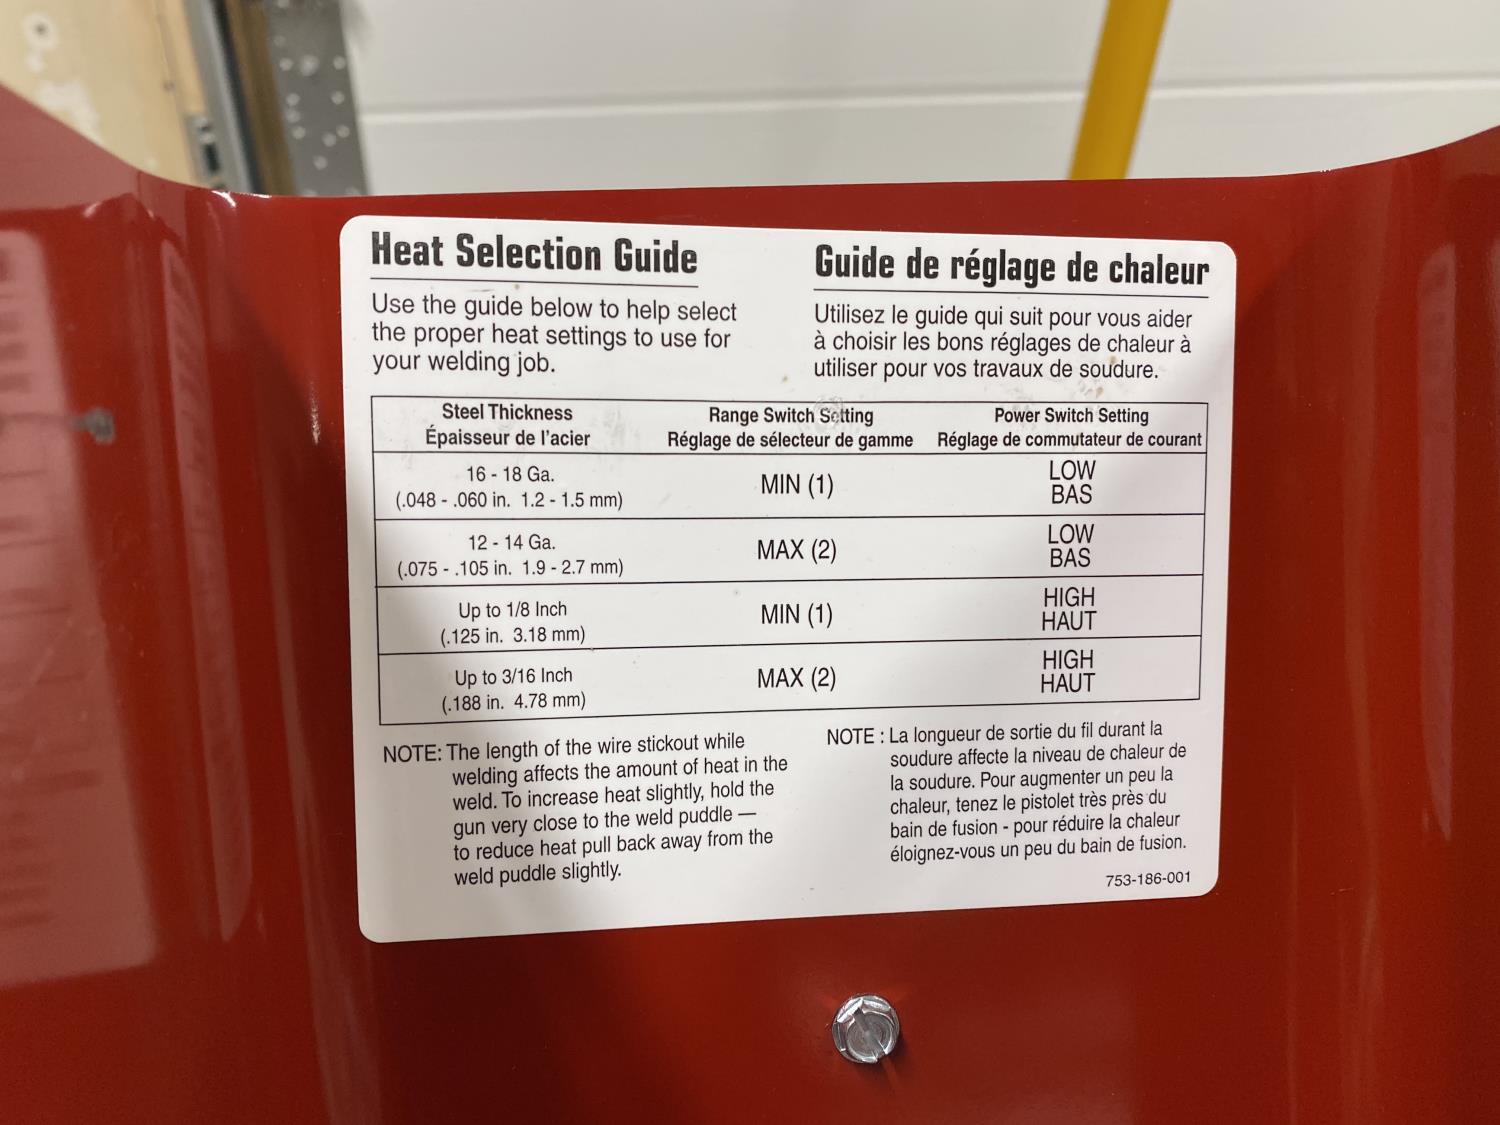 Heat Selection Guide
Use the guide below to help select
the proper heat settings to use for
your welding job.
Guide de réglage de chaleur
Utilisez le guide qui suit pour vous aider
à choisir les bons réglages de chaleur à
utiliser pour vos travaux de soudure.
Steel Thickness Range Switch Setting Power Switch Setting
Épaisseur de l'acier Réglage de sélecteur de gamme Réglage de commutateur de courant
16 - 18 Ga.
(.048 - .060 in. 1.2 - 1.5 mm)
MIN (1)
LOW
BAS
12 - 14 Ga.
(.075 - .105 in. 1.9 - 2.7 mm)
MAX (2)
LOW
BAS
Up to 1/8 Inch
(.125 in. 3.18 mm)
MIN (1)
HIGH
HAUT
Up to 3/16 Inch
(.188 in. 4.78 mm)
MAX (2)
HIGH
HAUT
NOTE: The length of the wire stickout while
welding affects the amount of heat in the
weld. To increase heat slightly, hold the
gun very close to the weld puddle —
to reduce heat pull back away from the
weld puddle slightly.
NOTE : La longueur de sortie du fil durant la
soudure affecte la niveau de chaleur de
la soudure. Pour augmenter un peu la
chaleur, tenez le pistolet très près du
bain de fusion - pour réduire la chaleur
éloignez-vous un peu du bain de fusion.
753-186-001